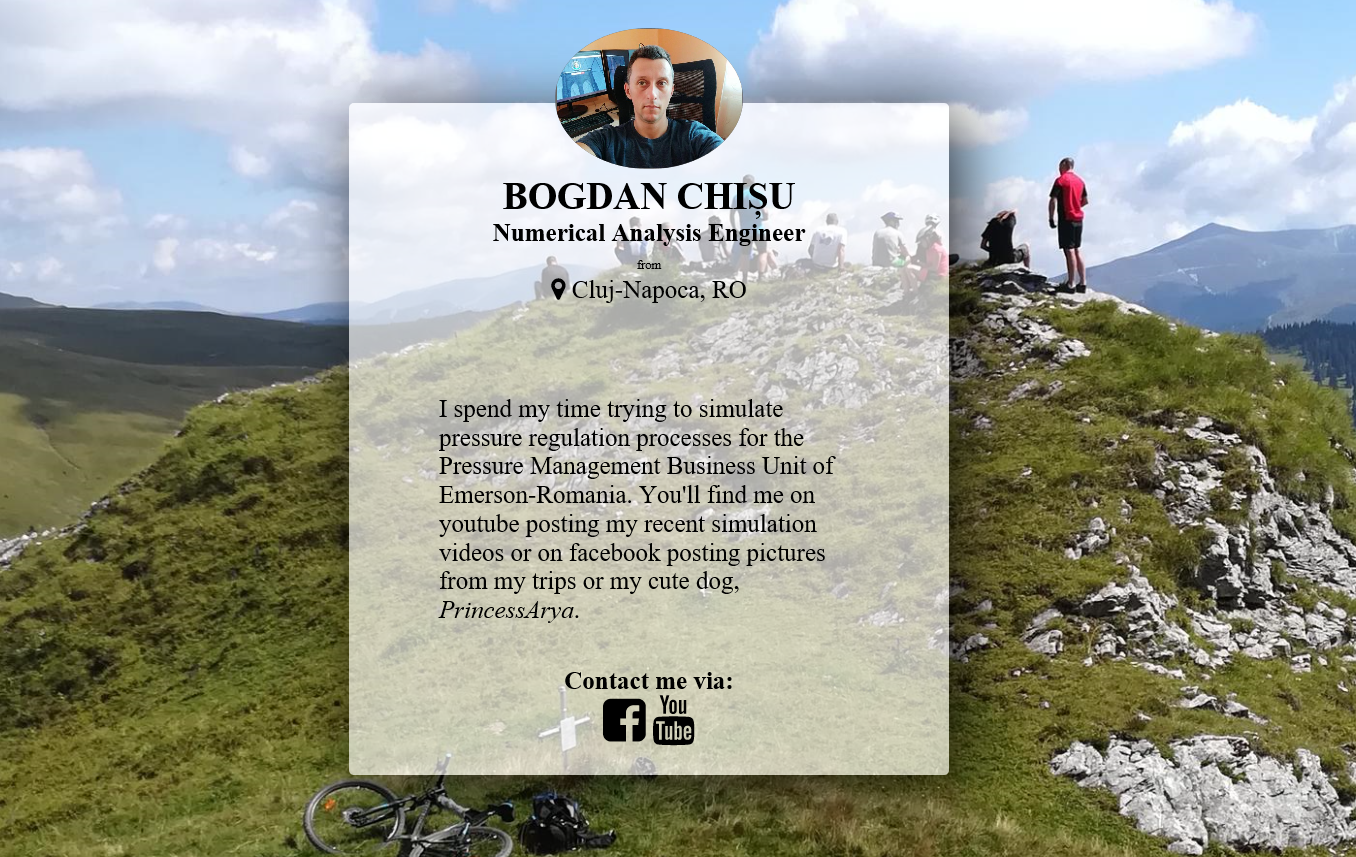 BOGDAN CHIȘU
Numerical Analysis Engineer
from
Cluj-Napoca, RO
I spend my time trying to simulate
pressure regulation processes for the
Pressure Management Business Unit of
Emerson-Romania. You'll find me on
youtube posting my recent simulation
videos or on facebook posting pictures
from my trips or my cute dog,
PrincessArya.
Contact me via:
You
Tube